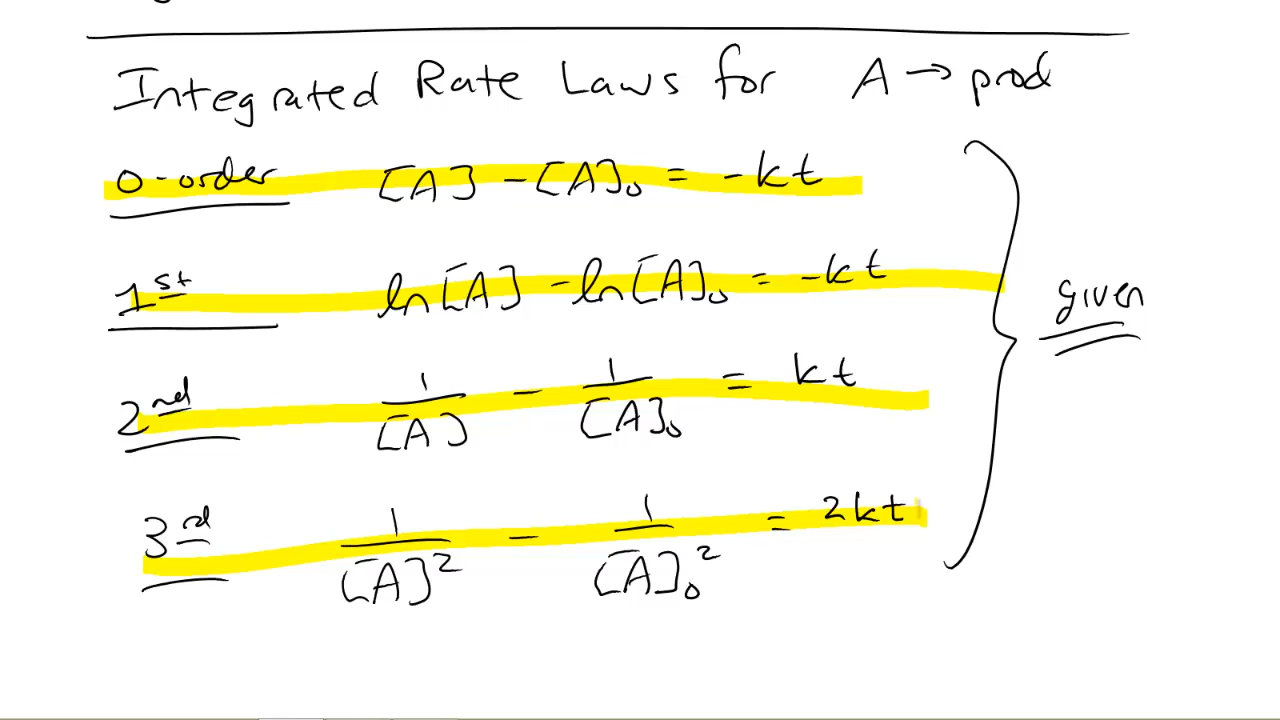 Integrated Rate Laws for A → prod
0-order [A] - [A]₀ = -kt
1st ln[A] - ln[A]₀ = -kt
given
2nd 1/[A] - 1/[A]₀ = kt
3rd 1/[A]² - 1/[A]₀² = 2kt